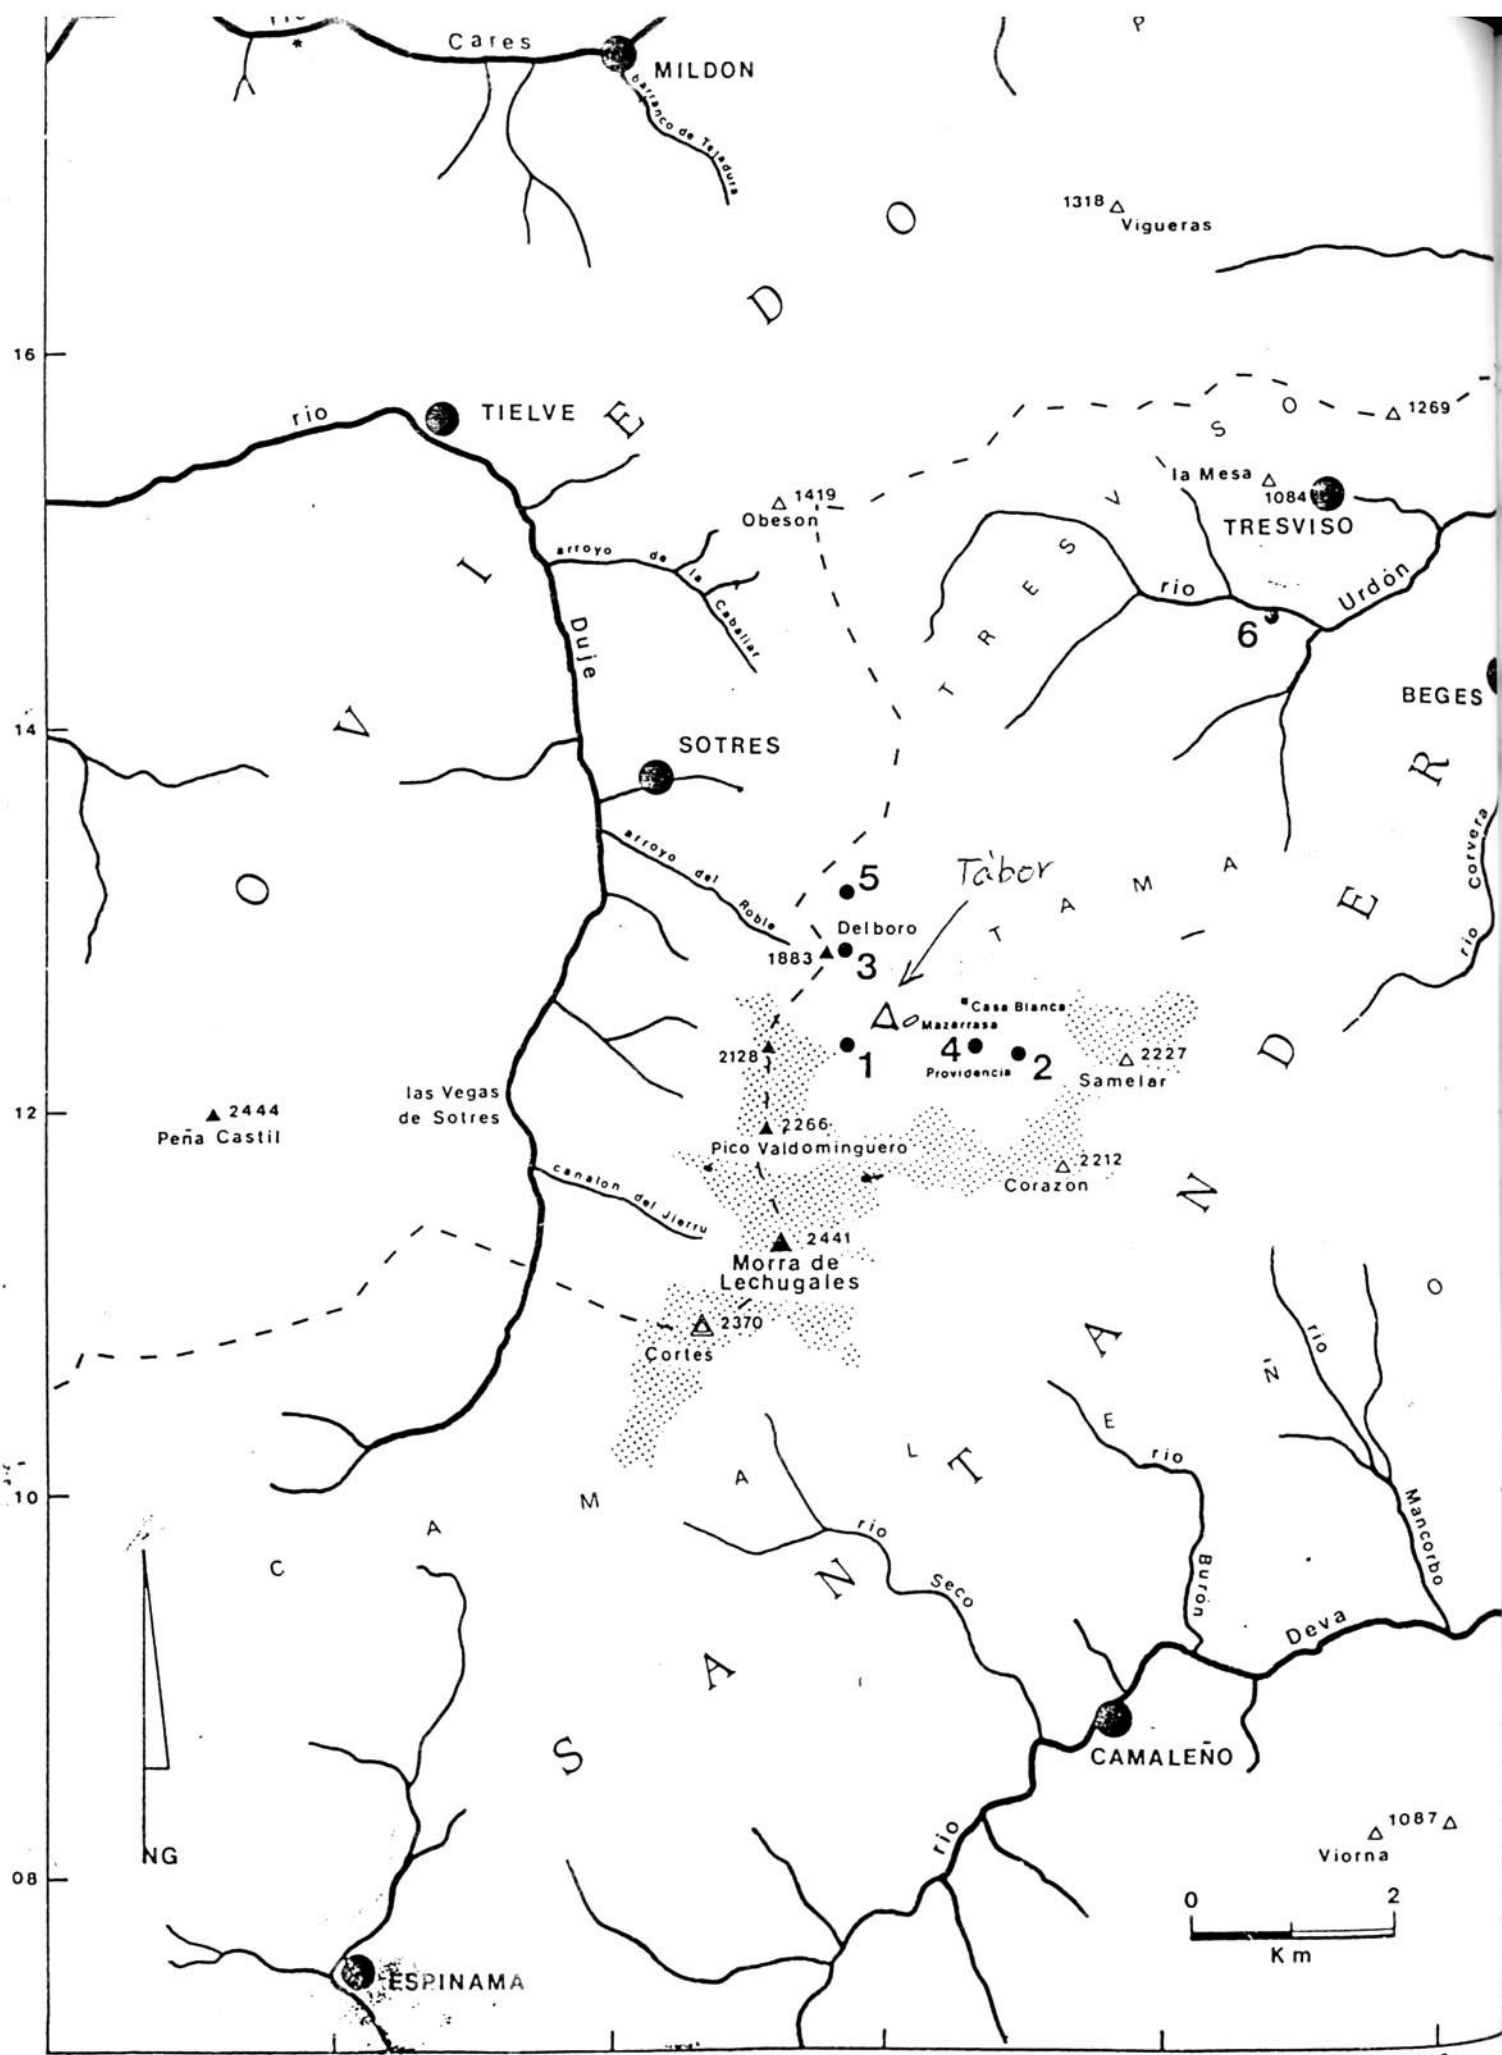 rio
Cares
P
MILDON
barranco de Tejadura
O
1318
Vigueras
D
16
rio
TIELVE
E
1269
O
S
la Mesa
1084
TRESVISO
1419
Obeson
V
S
E
R
T
I
arroyo de la Caballar
rio
Urdón
6
Duje
BEGES
14
V
SOTRES
R
arroyo del Roble
Corvera
rio
O
5
Tàbor
A
M
A
T
I
E
Delboro
1883
3
Casa Blanca
Mazarrasa
2128
1
4
Providencia
2
2227
Samelar
D
las Vegas
de Sotres
12
2444
Peña Castil
2266
Pico Valdominguero
2212
Corazon
N
canalon del Jierru
2441
Morra de
Lechugales
O
2370
Cortes
A
rio
Ñ
E
rio
L
T
A
M
A
C
10
Mancorbo
rio
Seco
N
Burón
Deva
A
S
CAMALEÑO
NG
rio
1087
Viorna
08
0 2
Km
ESPINAMA